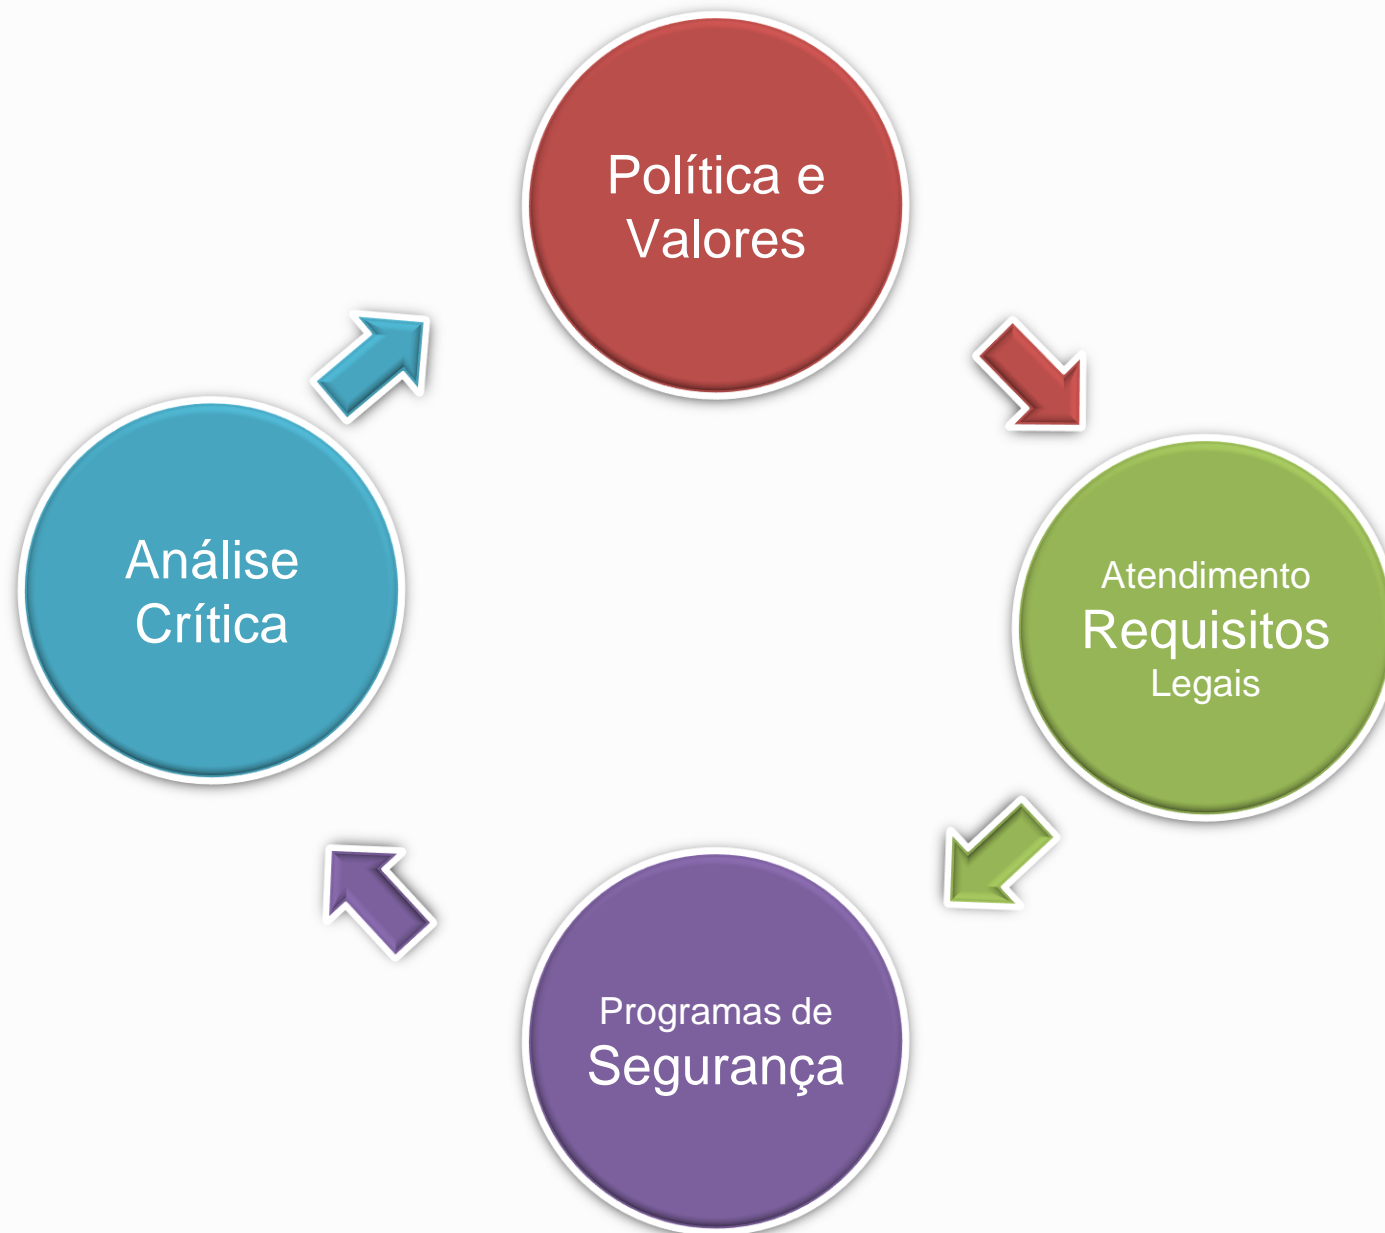 Política e
Valores
Análise
Crítica
Atendimento
Requisitos
Legais
Programas de
Segurança